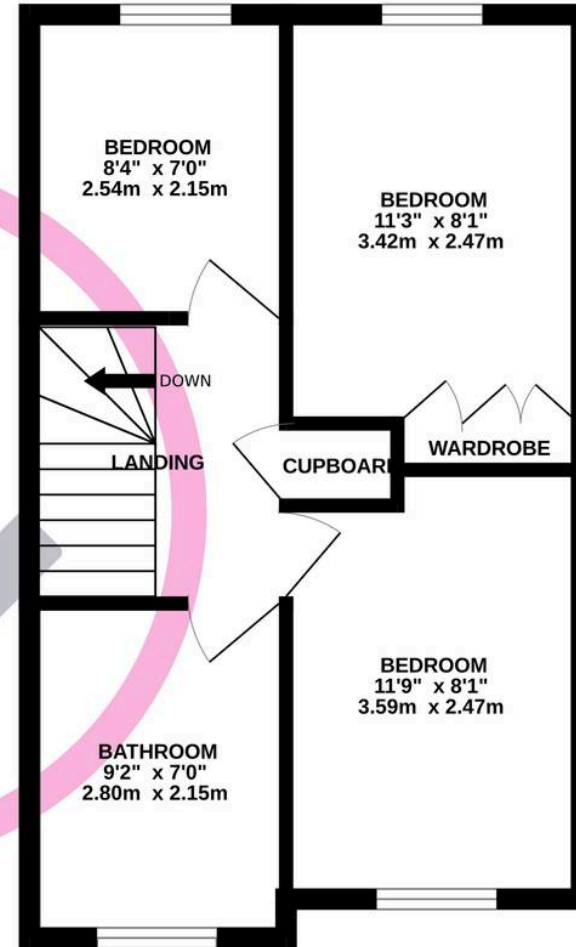 BEDROOM
8'4" x 7'0"
2.54m x 2.15m
BEDROOM
11'3" x 8'1"
3.42m x 2.47m
DOWN
LANDING
CUPBOARD
WARDROBE
BEDROOM
11'9" x 8'1"
3.59m x 2.47m
BATHROOM
9'2" x 7'0"
2.80m x 2.15m